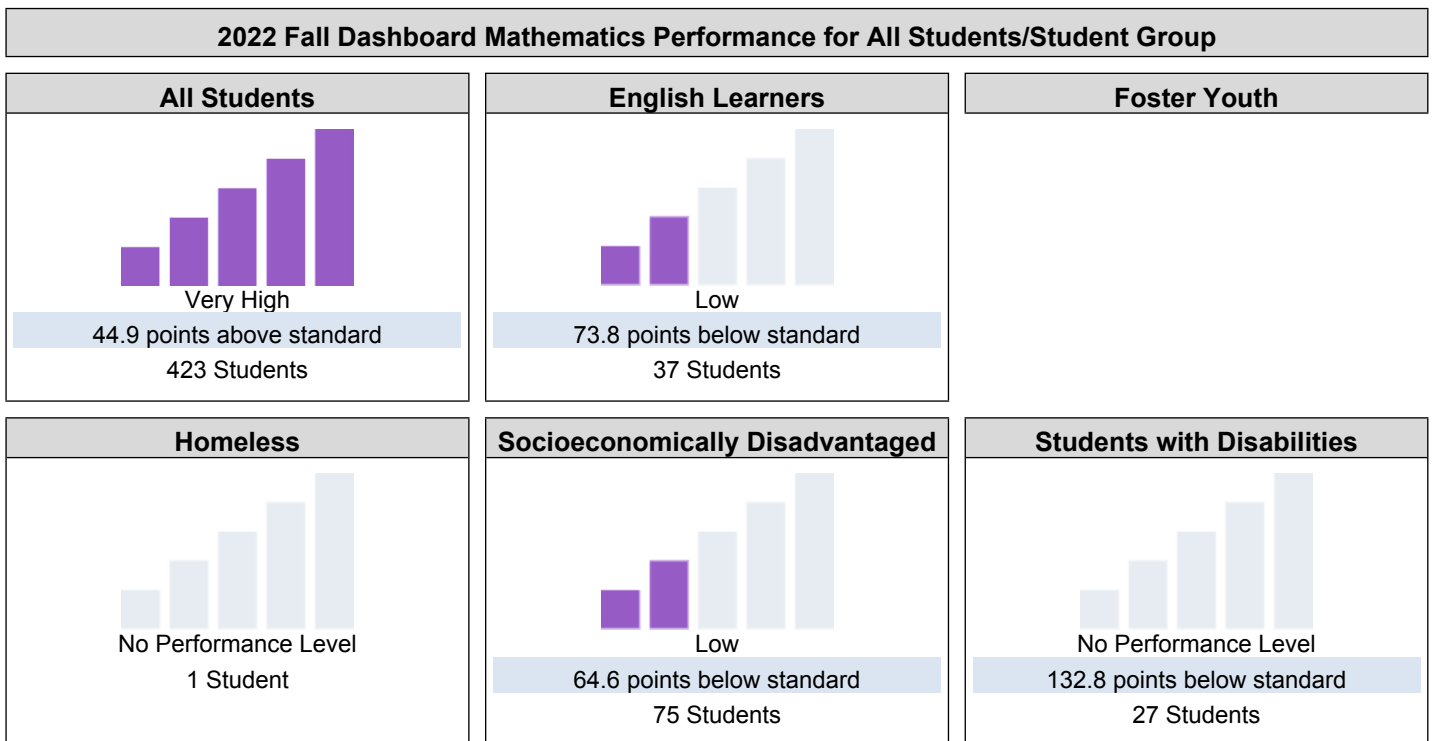 2022 Fall Dashboard Mathematics Performance for All Students/Student Group
All Students
Very High
44.9 points above standard
423 Students
English Learners
Low
73.8 points below standard
37 Students
Foster Youth
Homeless
No Performance Level
1 Student
Socioeconomically Disadvantaged
Low
64.6 points below standard
75 Students
Students with Disabilities
No Performance Level
132.8 points below standard
27 Students